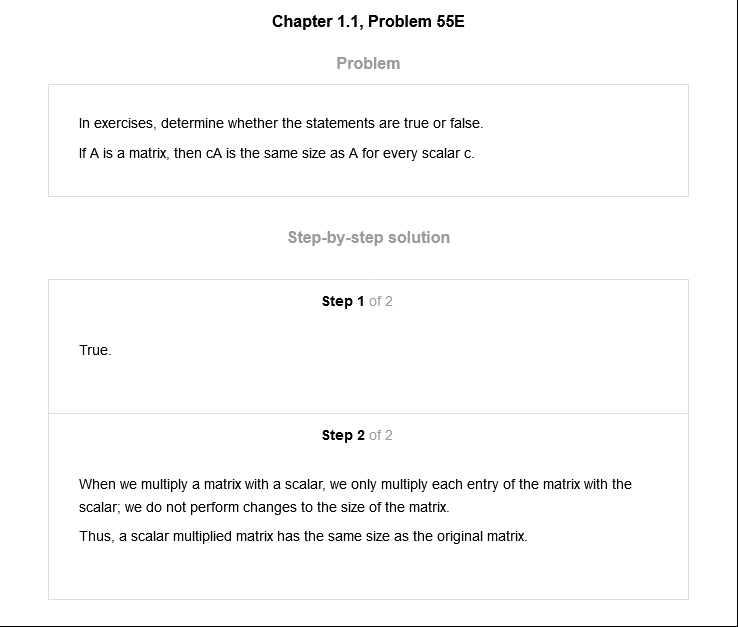 Chapter 1.1, Problem 55E
Problem
In exercises, determine whether the statements are true or false.
If A is a matrix, then cA is the same size as A for every scalar c.
Step-by-step solution
Step 1 of 2
True.
Step 2 of 2
When we multiply a matrix with a scalar, we only multiply each entry of the matrix with the
scalar; we do not perform changes to the size of the matrix.
Thus, a scalar multiplied matrix has the same size as the original matrix.